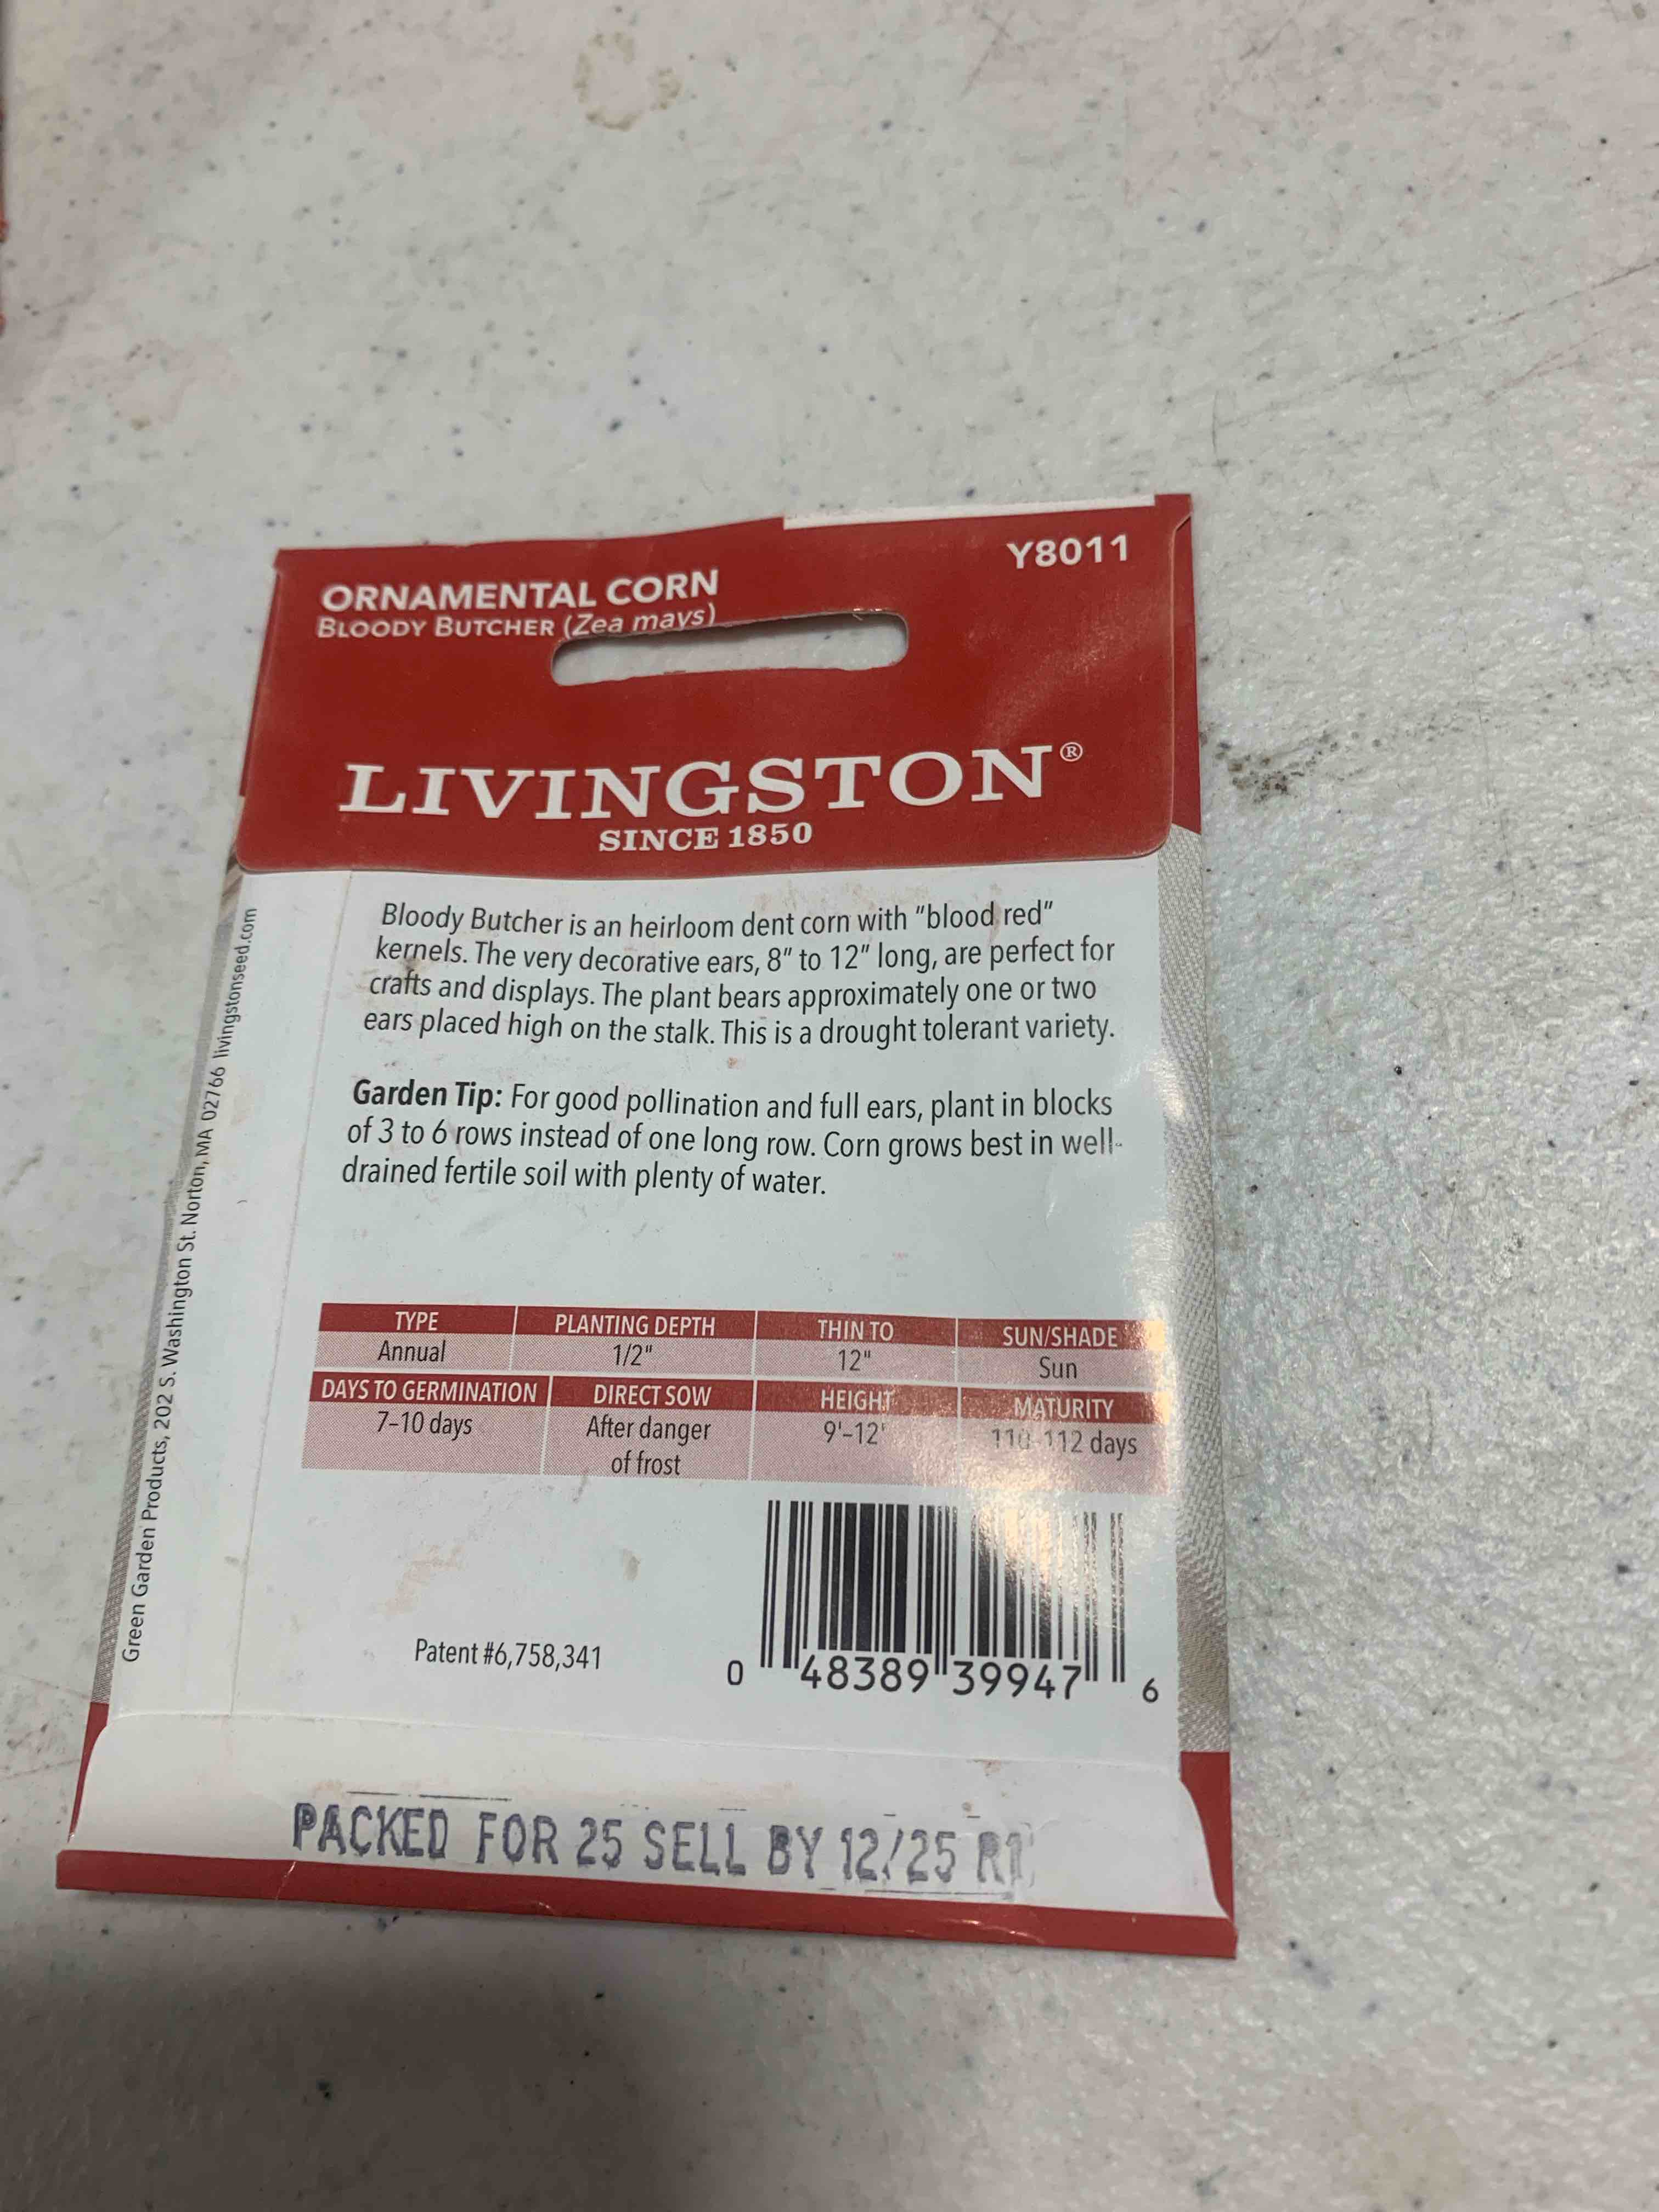 ORNAMENTAL CORN
BLOODY BUTCHER (Zea mays)
Y8011
LIVINGSTON®
SINCE 1850
Bloody Butcher is an heirloom dent corn with “blood red”
kernels. The very decorative ears, 8" to 12" long, are perfect for
crafts and displays. The plant bears approximately one or two
ears placed high on the stalk. This is a drought tolerant variety.
Garden Tip: For good pollination and full ears, plant in blocks
of 3 to 6 rows instead of one long row. Corn grows best in well-
drained fertile soil with plenty of water.
TYPE PLANTING DEPTH THIN TO SUN/SHADE
Annual 1/2" 12" Sun
DAYS TO GERMINATION DIRECT SOW HEIGHT MATURITY
7–10 days After danger 9'–12' 110-112 days
of frost
Patent #6,758,341
0 48389 39947 6
PACKED FOR 25 SELL BY 12/25 R1
Green Garden Products, 202 S. Washington St. Norton, MA 02766 livingstonseed.com